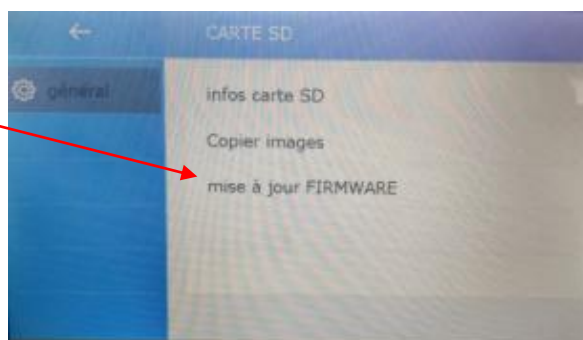 CARTE SD
général
infos carte SD
Copier images
mise à jour FIRMWARE